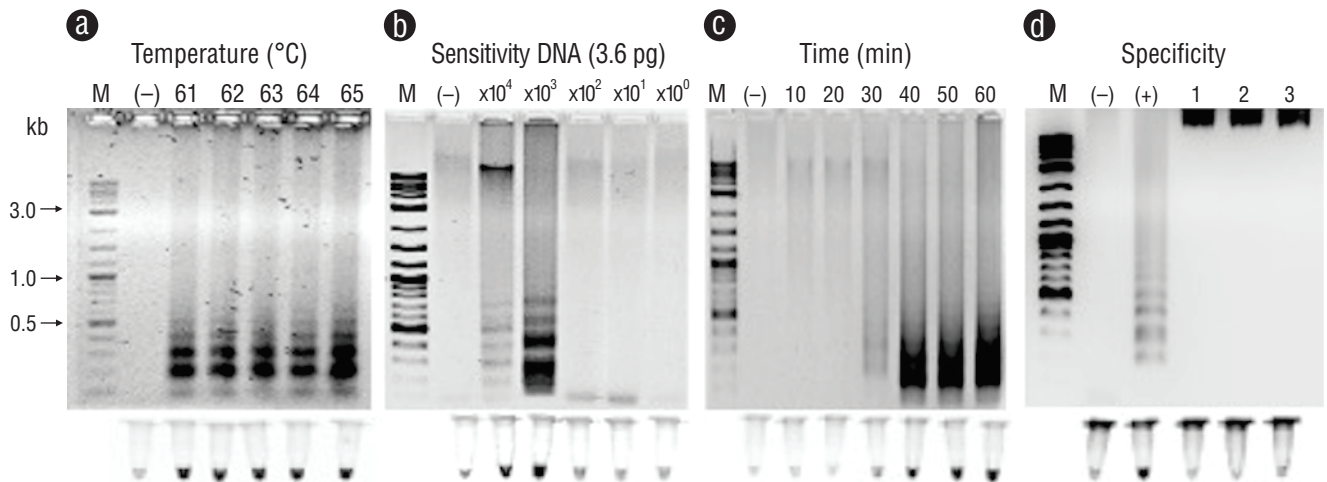 a b c d
Temperature (°C) Sensitivity DNA (3.6 pg) Time (min) Specificity
M (–) 61 62 63 64 65 M (–) x10⁴ x10³ x10² x10¹ x10⁰ M (–) 10 20 30 40 50 60 M (–) (+) 1 2 3
kb
3.0
1.0
0.5